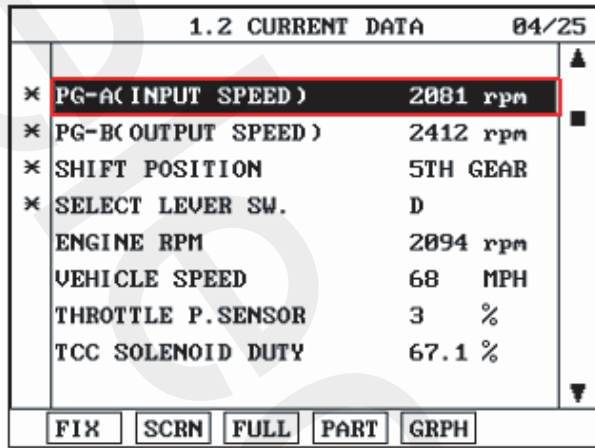 1.2 CURRENT DATA 04/25
* PG-A(INPUT SPEED) 2081 rpm
* PG-B(OUTPUT SPEED) 2412 rpm
* SHIFT POSITION 5TH GEAR
* SELECT LEVER SW. D
ENGINE RPM 2094 rpm
VEHICLE SPEED 68 MPH
THROTTLE P.SENSOR 3 %
TCC SOLENOID DUTY 67.1 %
FIX SCRN FULL PART GRPH